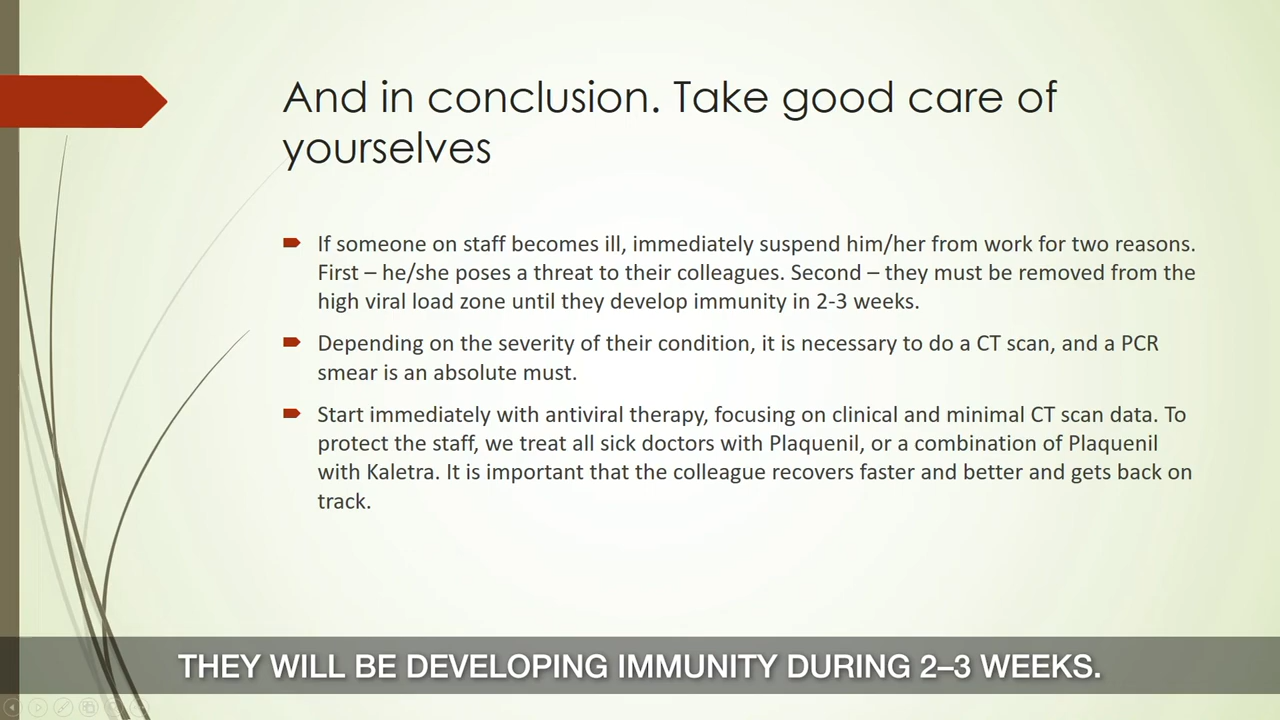 And in conclusion. Take good care of
yourselves
If someone on staff becomes ill, immediately suspend him/her from work for two reasons.
First – he/she poses a threat to their colleagues. Second – they must be removed from the
high viral load zone until they develop immunity in 2-3 weeks.
Depending on the severity of their condition, it is necessary to do a CT scan, and a PCR
smear is an absolute must.
Start immediately with antiviral therapy, focusing on clinical and minimal CT scan data. To
protect the staff, we treat all sick doctors with Plaquenil, or a combination of Plaquenil
with Kaletra. It is important that the colleague recovers faster and better and gets back on
track.
THEY WILL BE DEVELOPING IMMUNITY DURING 2–3 WEEKS.